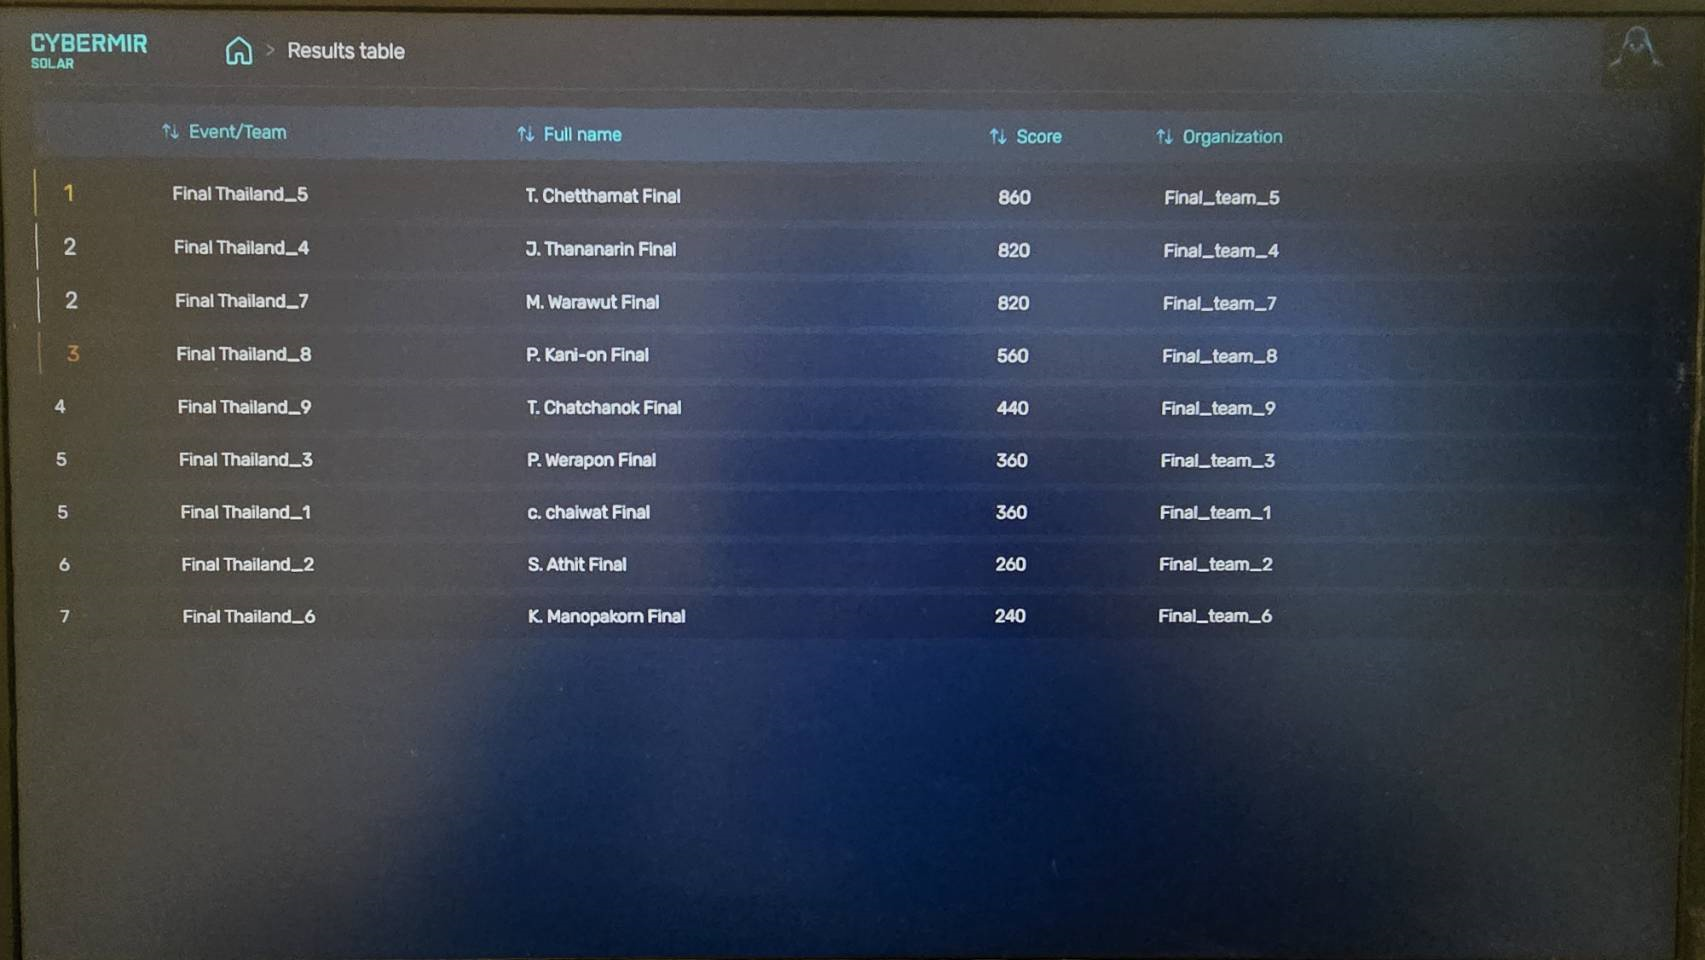 CYBERMIR
SOLAR
> Results table
Event/Team Full name Score Organization
1 Final Thailand_5 T. Chetthamat Final 860 Final_team_5
2 Final Thailand_4 J. Thananarin Final 820 Final_team_4
2 Final Thailand_7 M. Warawut Final 820 Final_team_7
3 Final Thailand_8 P. Kani-on Final 560 Final_team_8
4 Final Thailand_9 T. Chatchanok Final 440 Final_team_9
5 Final Thailand_3 P. Werapon Final 360 Final_team_3
5 Final Thailand_1 c. chaiwat Final 360 Final_team_1
6 Final Thailand_2 S. Athit Final 260 Final_team_2
7 Final Thailand_6 K. Manopakorn Final 240 Final_team_6